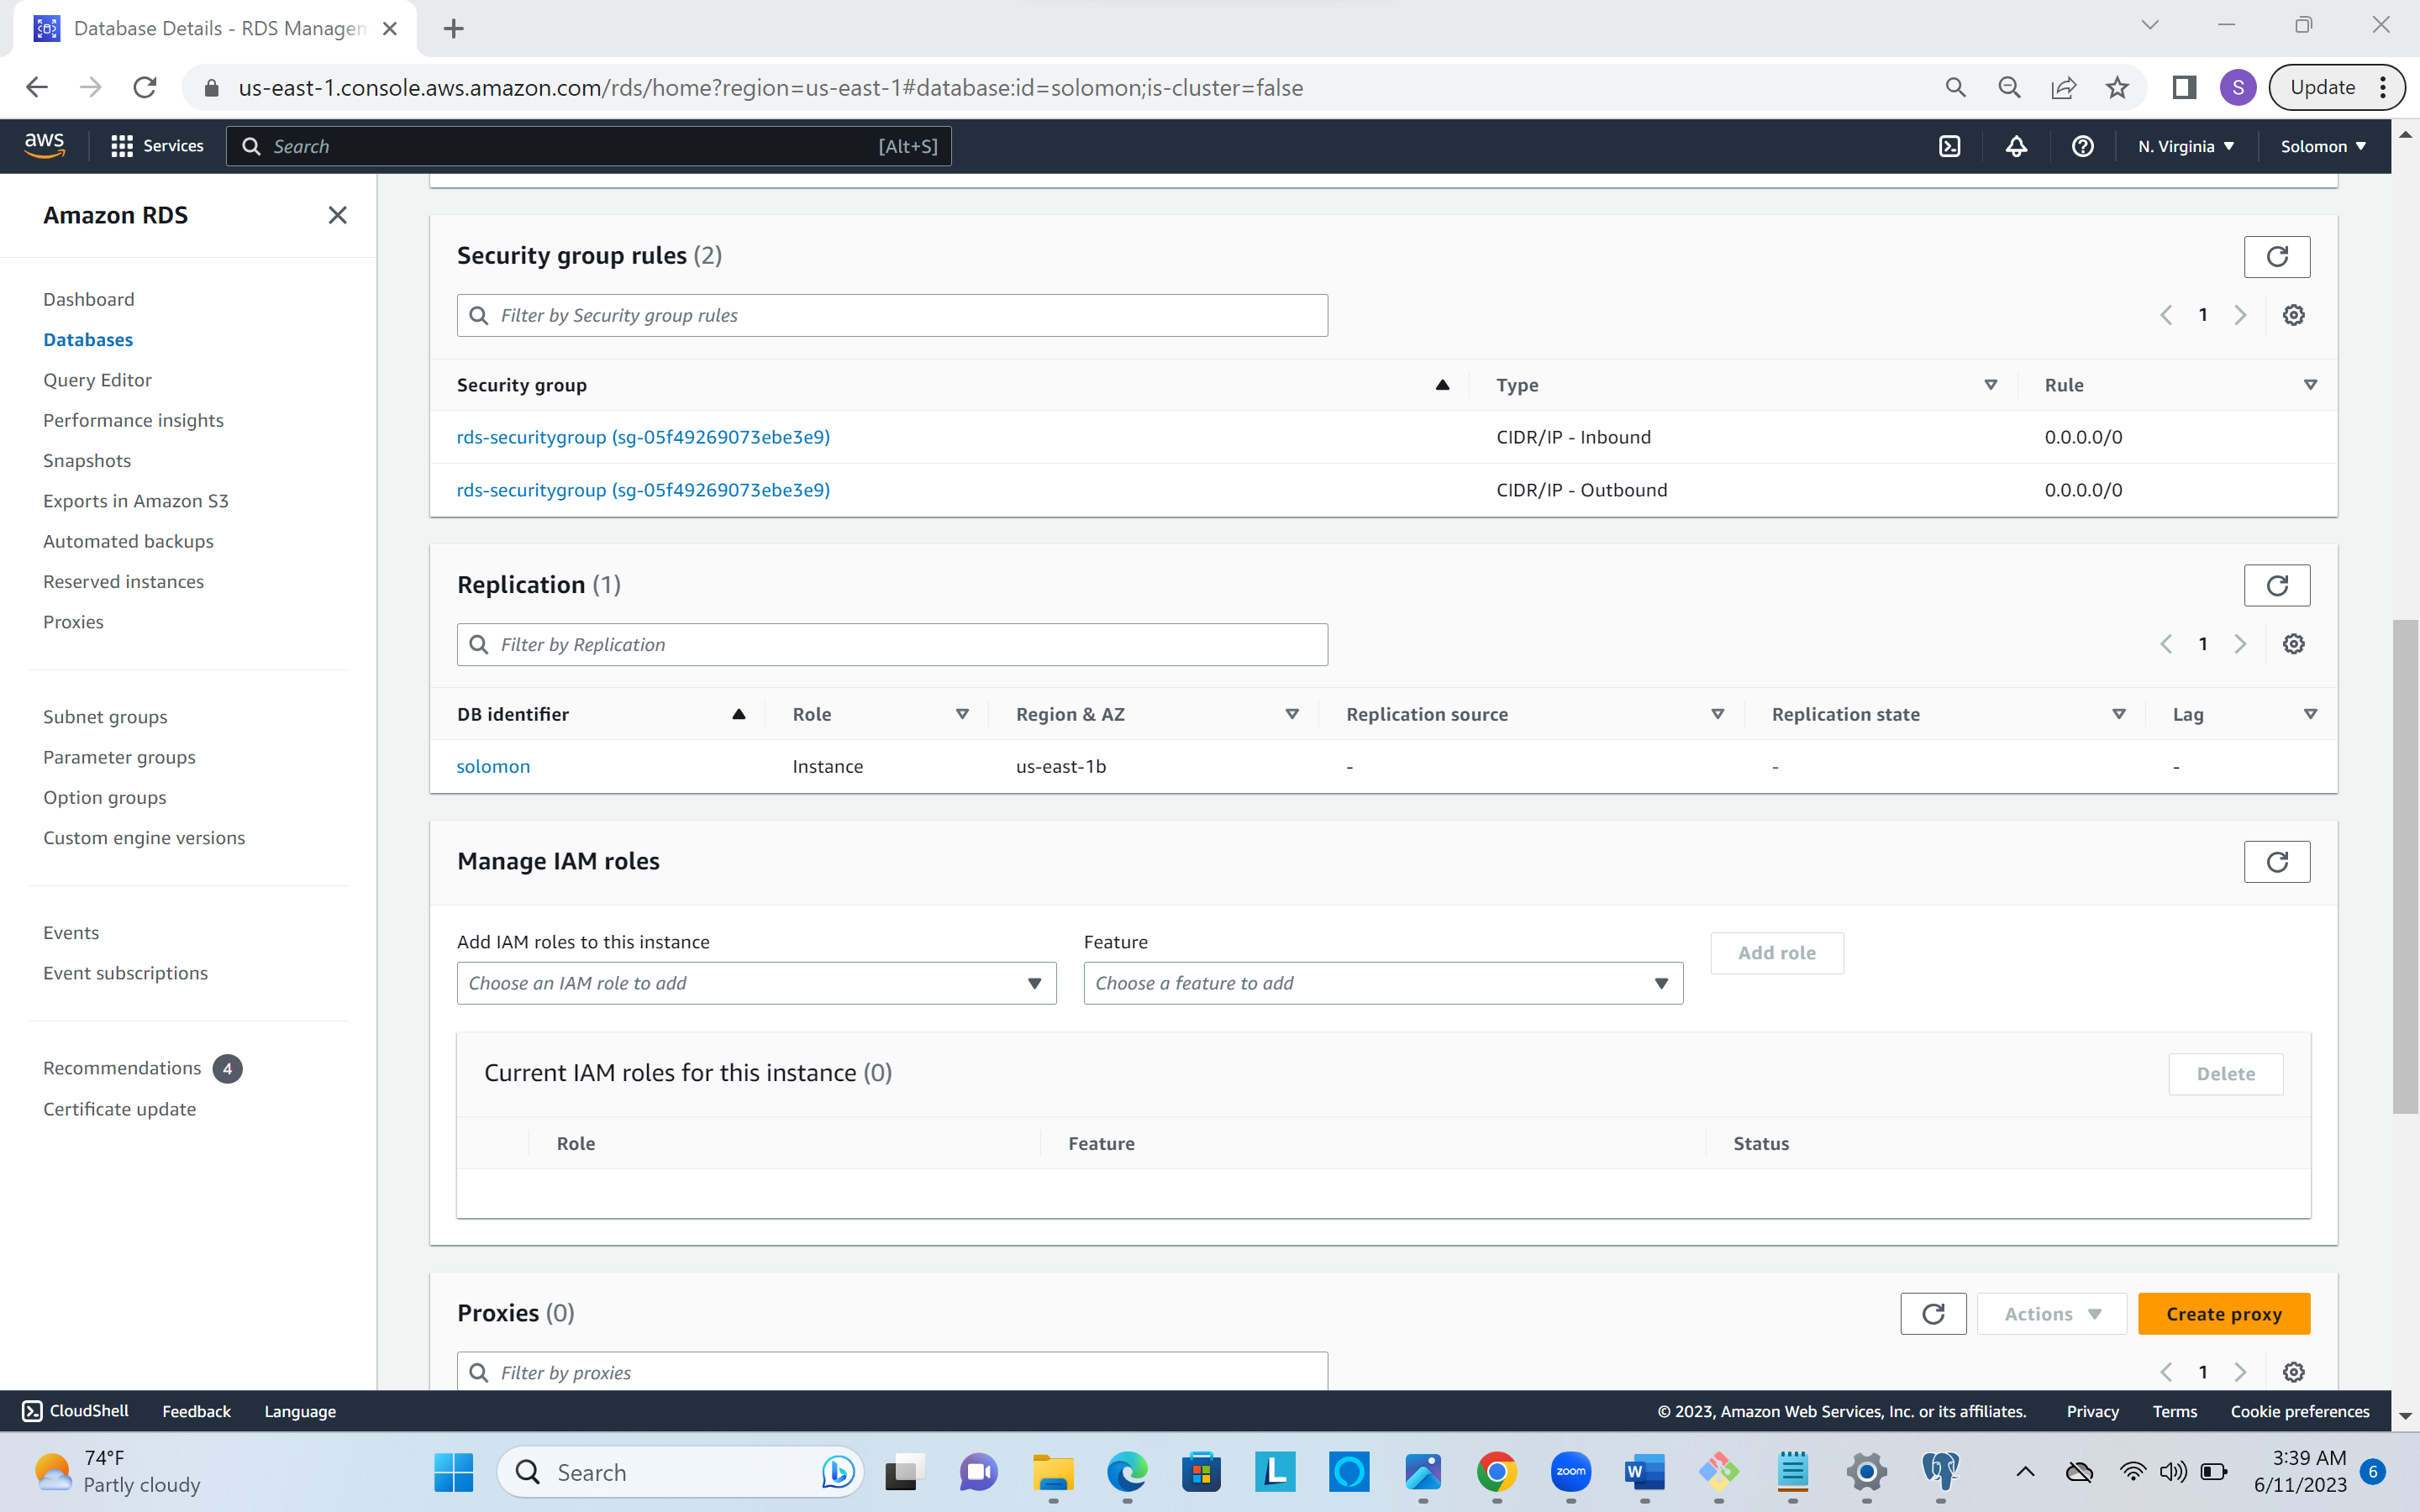 Database Details - RDS Managem
us-east-1.console.aws.amazon.com/rds/home?region=us-east-1#database:id=solomon;is-cluster=false
S
Update
aws
Services
Search
[Alt+S]
N. Virginia
Solomon
Amazon RDS
Dashboard
Databases
Query Editor
Performance insights
Snapshots
Exports in Amazon S3
Automated backups
Reserved instances
Proxies
Subnet groups
Parameter groups
Option groups
Custom engine versions
Events
Event subscriptions
Recommendations 4
Certificate update
Security group rules (2)
Filter by Security group rules
1
Security group Type Rule
rds-securitygroup (sg-05f49269073ebe3e9) CIDR/IP - Inbound 0.0.0.0/0
rds-securitygroup (sg-05f49269073ebe3e9) CIDR/IP - Outbound 0.0.0.0/0
Replication (1)
Filter by Replication
1
DB identifier Role Region & AZ Replication source Replication state Lag
solomon Instance us-east-1b - - -
Manage IAM roles
Add IAM roles to this instance Feature
Choose an IAM role to add Choose a feature to add Add role
Current IAM roles for this instance (0) Delete
Role Feature Status
Proxies (0) Actions Create proxy
Filter by proxies
1
CloudShell Feedback Language © 2023, Amazon Web Services, Inc. or its affiliates. Privacy Terms Cookie preferences
74°F
Partly cloudy
Search
b
L
zoom
W
3:39 AM
6/11/2023
6